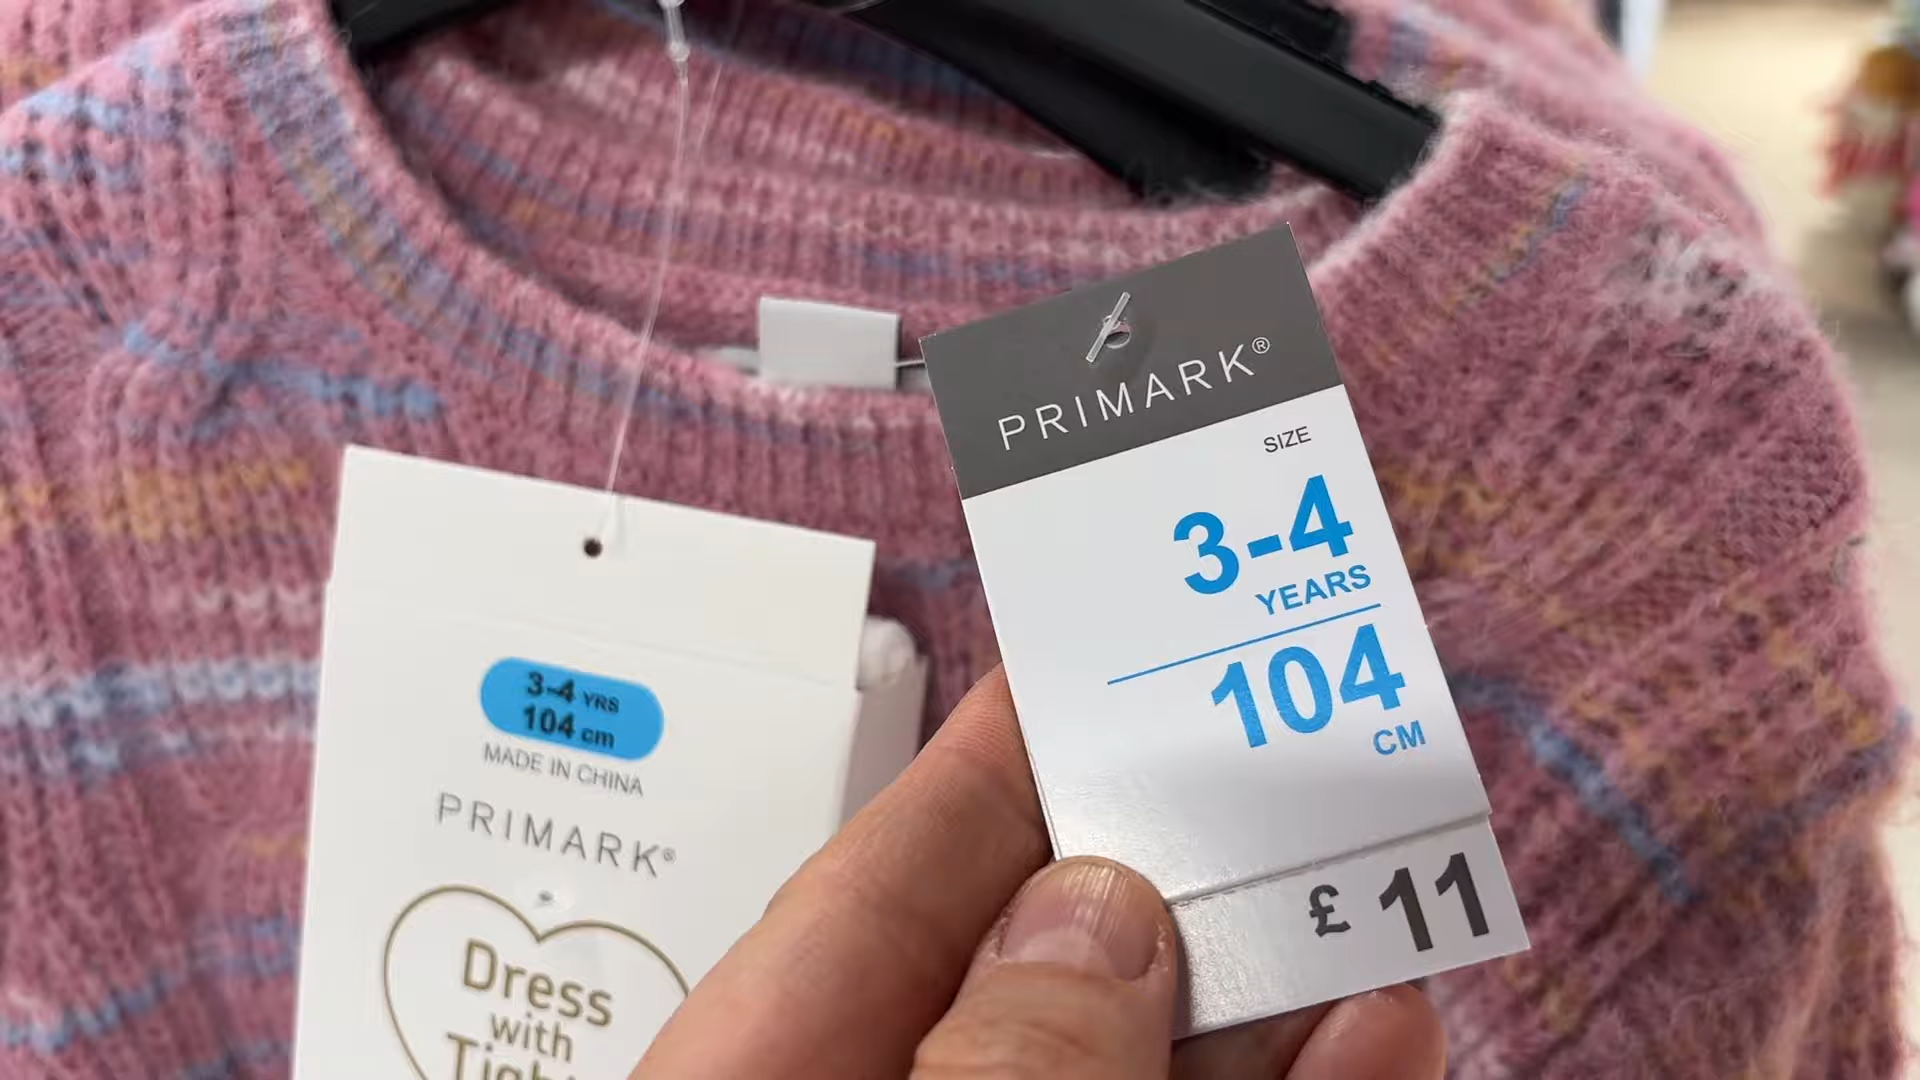 PRIMARK®
SIZE
3-4
YEARS
104
CM
£ 11
3-4 YRS
104 cm
MADE IN CHINA
PRIMARK®
Dress
with